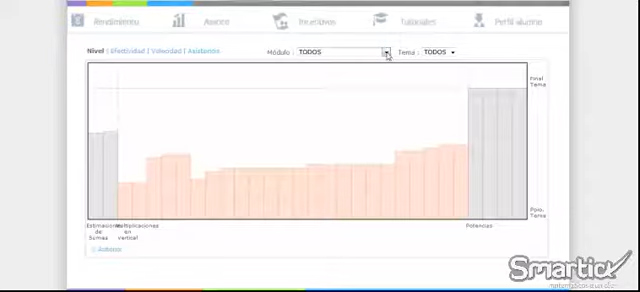 Rendimiento
Avance
Incentivos
Tutoriales
Perfil alumno
Nivel | Efectividad | Velocidad | Asistencia
Módulo : TODOS Tema : TODOS
Final
Tema
Ppio.
Tema
Estimacion
de
Sumas
Multiplicaciones
en
vertical
Potencias
Smartick